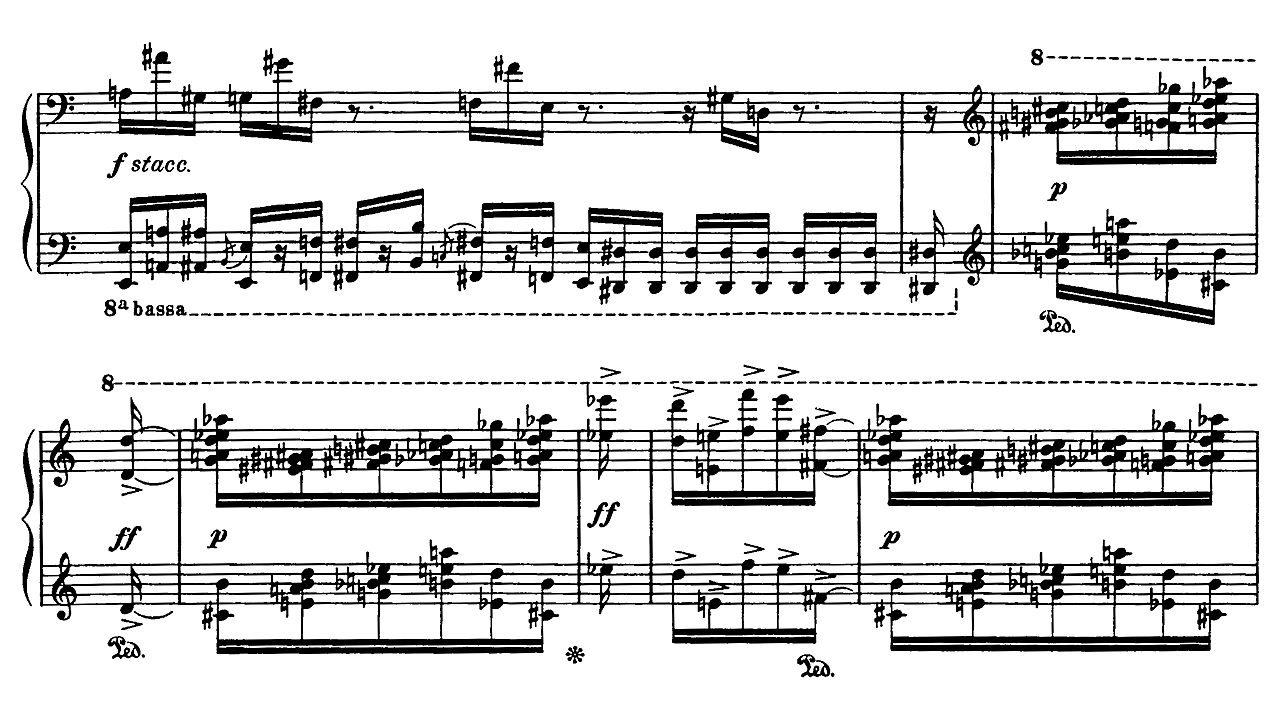 8
f stacc.
p
8ª bassa
Ped.
8
ff p ff p
Ped. Ped.